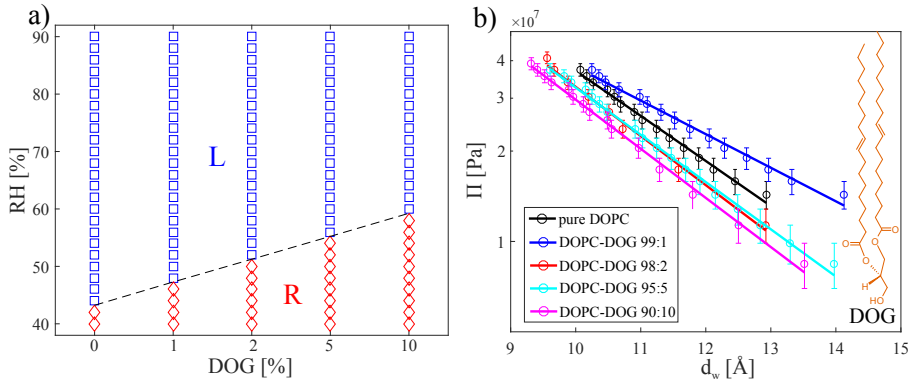 a)
90
80
70
60
50
40
RH [%]
L
R
0
1
2
5
10
DOG [%]
b)
×10⁷
4
3
2
1
Π [Pa]
pure DOPC
DOPC-DOG 99:1
DOPC-DOG 98:2
DOPC-DOG 95:5
DOPC-DOG 90:10
9
10
11
12
13
14
15
d_w [Å]
O
O
O
O
H
HO
DOG